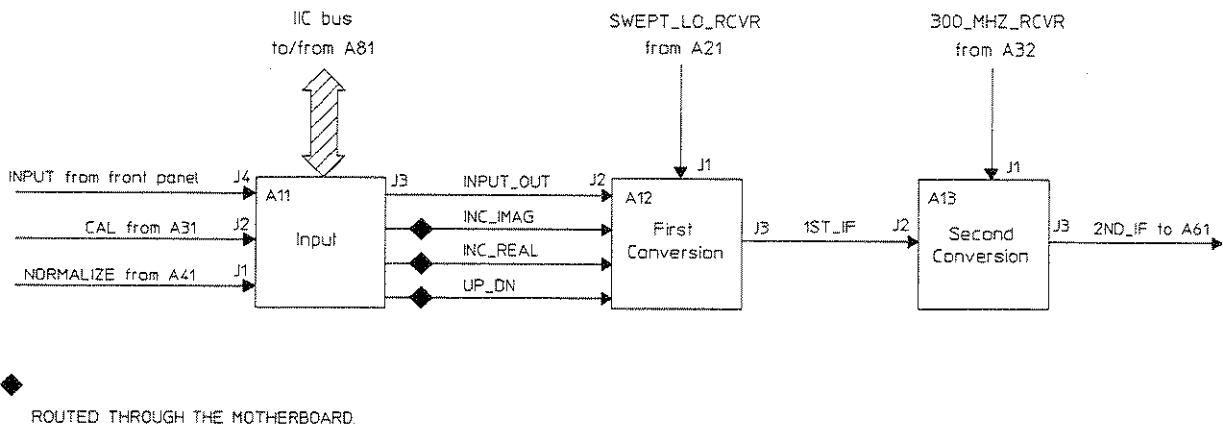 IIC bus
to/from A81
SWEPT_LO_RCVR
from A21
300_MHZ_RCVR
from A32
INPUT from front panel
J4
A11
J3
INPUT_OUT
J2
J1
A12
1ST_IF
J2
J1
A13
CAL from A31
J2
Input
INC_IMAG
First
Conversion
J3
Second
Conversion
J3
2ND_IF to A61
INC_REAL
NORMALIZE from A41
J1
UP_DN
ROUTED THROUGH THE MOTHERBOARD.